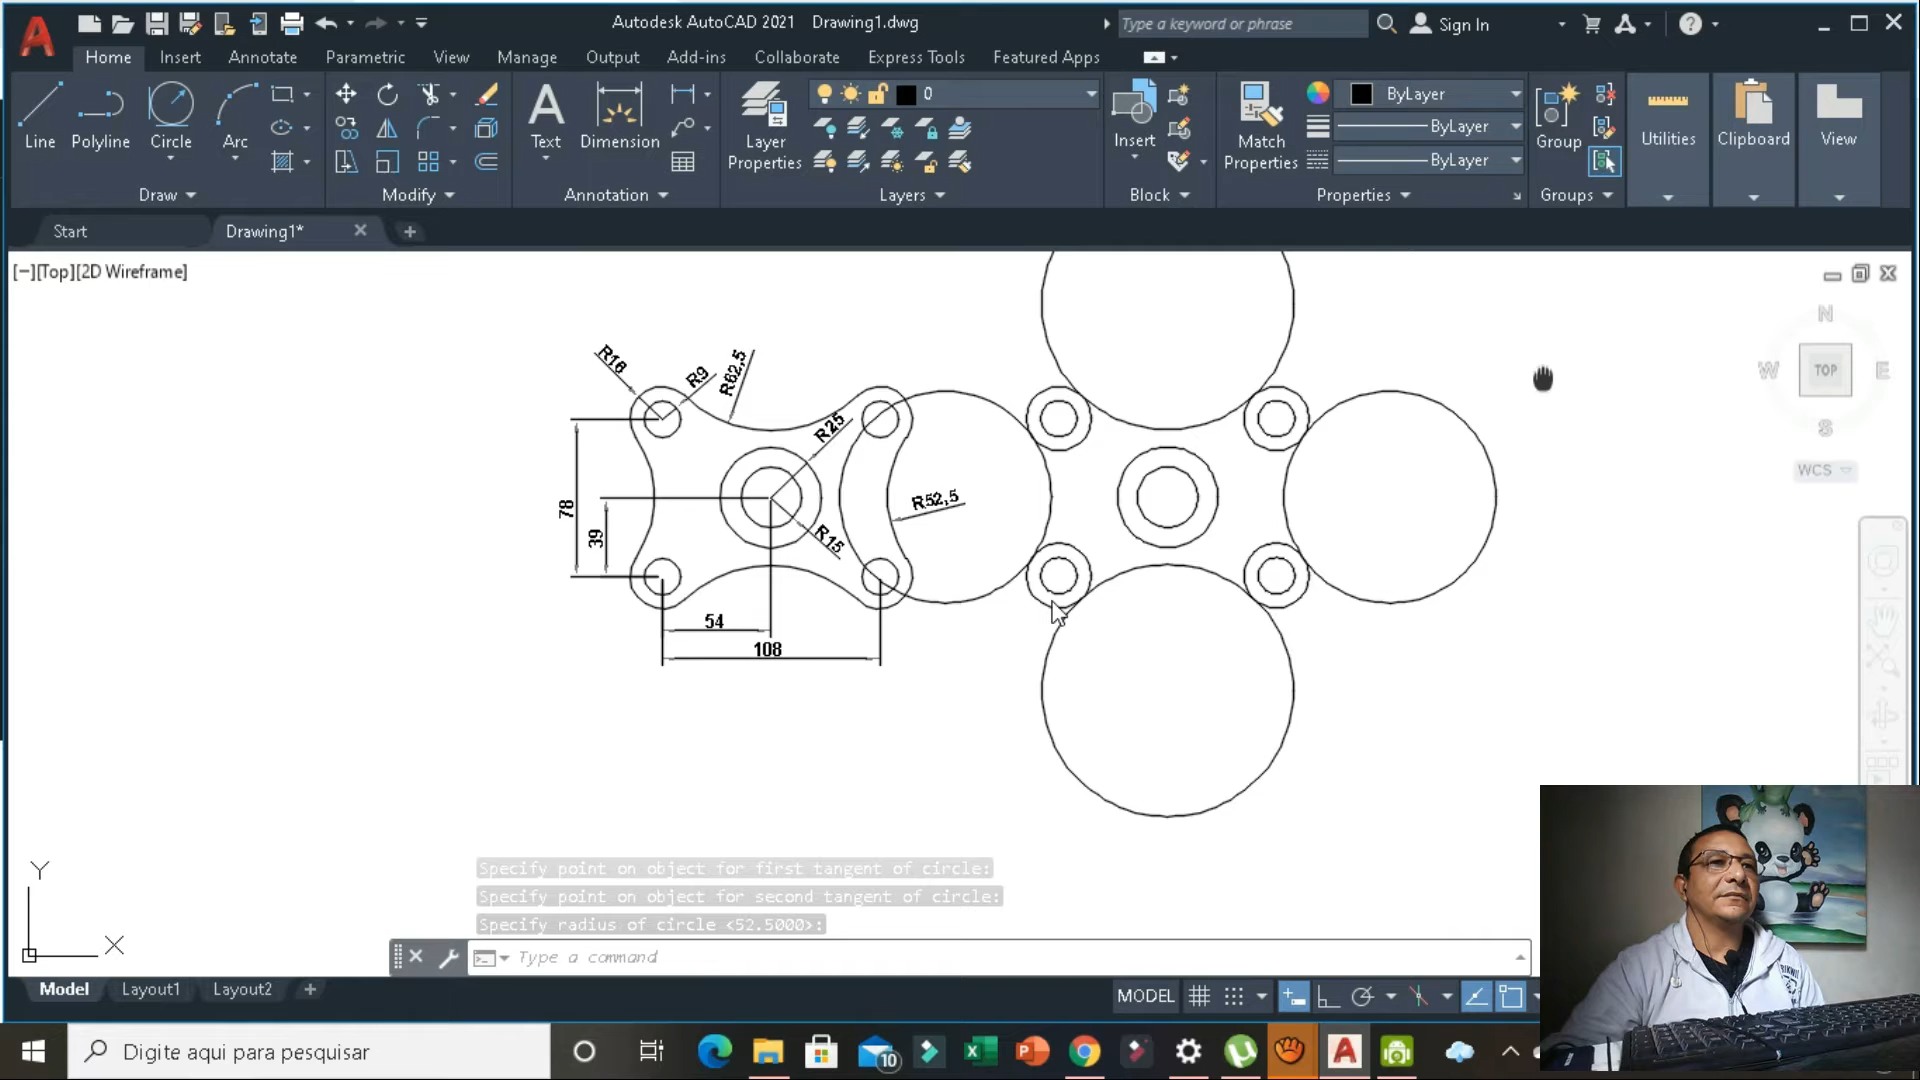 Autodesk AutoCAD 2021 Drawing1.dwg
Type a keyword or phrase
Sign In
Home Insert Annotate Parametric View Manage Output Add-ins Collaborate Express Tools Featured Apps
Line Polyline Circle Arc
Text Dimension
Layer Properties
0
Insert
Match Properties
ByLayer
ByLayer
ByLayer
Group
Utilities
Clipboard
View
Draw Modify Annotation Layers Block Properties Groups
Start Drawing1*
[−][Top][2D Wireframe]
N
W TOP E
S
WCS
R16
R9
R62,5
R25
R52,5
R15
78
39
54
108
Y
X
Specify point on object for first tangent of circle:
Specify point on object for second tangent of circle:
Specify radius of circle <52.5000>:
Type a command
Model Layout1 Layout2
MODEL
Digite aqui para pesquisar
10